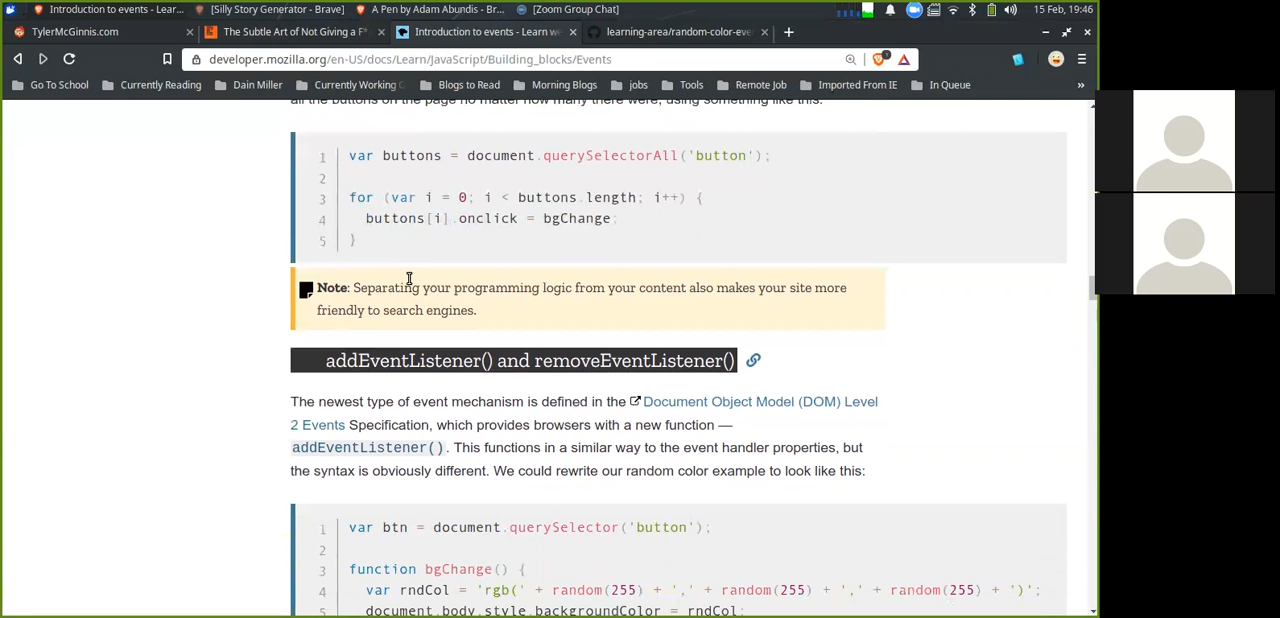 Introduction to events - Learn...
[Silly Story Generator - Brave]
A Pen by Adam Abundis - Br...
[Zoom Group Chat]
15 Feb, 19:46
TylerMcGinnis.com
The Subtle Art of Not Giving a F*
Introduction to events - Learn we
learning-area/random-color-eve
developer.mozilla.org/en-US/docs/Learn/JavaScript/Building_blocks/Events
1
Go To School
Currently Reading
Dain Miller
Currently Working
Blogs to Read
Morning Blogs
jobs
Tools
Remote Job
Imported From IE
In Queue
»
all the buttons on the page no matter how many there were, using something like this:
1 var buttons = document.querySelectorAll('button');
2
3 for (var i = 0; i < buttons.length; i++) {
4 buttons[i].onclick = bgChange;
5 }
Note: Separating your programming logic from your content also makes your site more
friendly to search engines.
addEventListener() and removeEventListener()
The newest type of event mechanism is defined in the Document Object Model (DOM) Level
2 Events Specification, which provides browsers with a new function —
addEventListener(). This functions in a similar way to the event handler properties, but
the syntax is obviously different. We could rewrite our random color example to look like this:
1 var btn = document.querySelector('button');
2
3 function bgChange() {
4 var rndCol = 'rgb(' + random(255) + ',' + random(255) + ',' + random(255) + ')';
5 document.body.style.backgroundColor = rndCol;